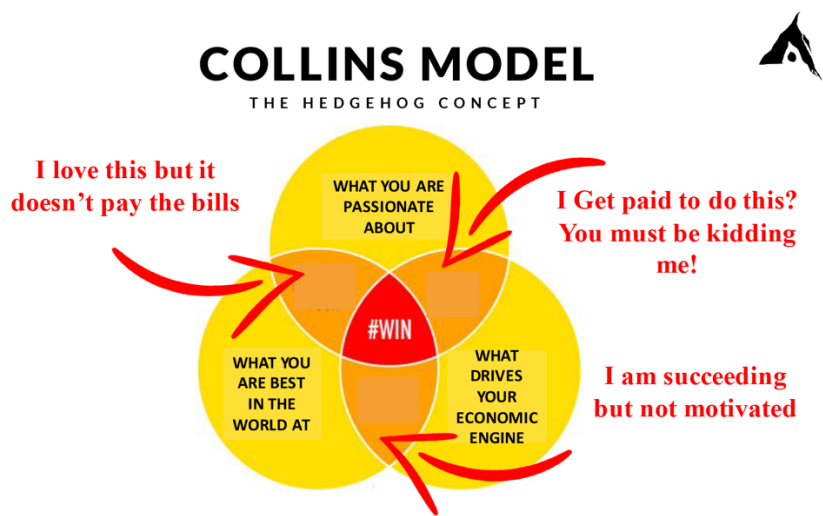 COLLINS MODEL
THE HEDGEHOG CONCEPT
I love this but it
doesn’t pay the bills
WHAT YOU ARE
PASSIONATE
ABOUT
I Get paid to do this?
You must be kidding
me!
#WIN
WHAT YOU
ARE BEST
IN THE
WORLD AT
WHAT
DRIVES
YOUR
ECONOMIC
ENGINE
I am succeeding
but not motivated